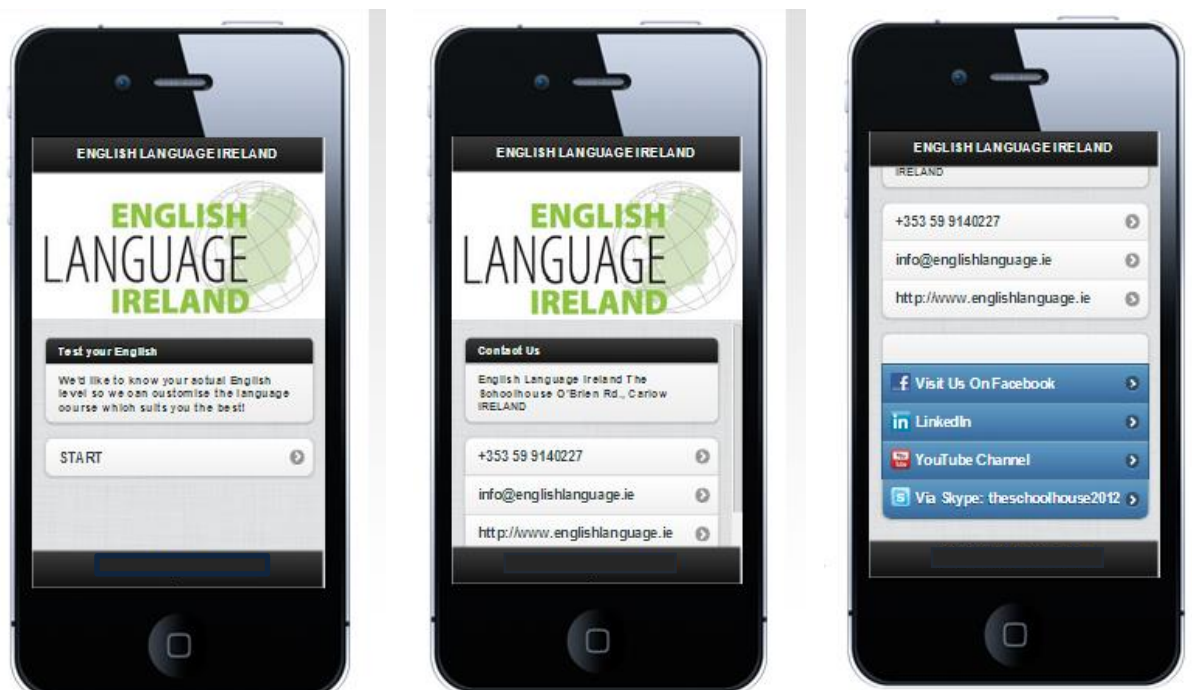 ENGLISH LANGUAGE IRELAND
ENGLISH
LANGUAGE
IRELAND
Test your English
We'd like to know your actual English
level so we can customise the language
course which suits you the best!
START
ENGLISH LANGUAGE IRELAND
ENGLISH
LANGUAGE
IRELAND
Contact Us
English Language Ireland The
Schoolhouse O'Brien Rd., Carlow
IRELAND
+353 59 9140227
info@englishlanguage.ie
http://www.englishlanguage.ie
ENGLISH LANGUAGE IRELAND
IRELAND
+353 59 9140227
info@englishlanguage.ie
http://www.englishlanguage.ie
f Visit Us On Facebook
in LinkedIn
You Tube YouTube Channel
S Via Skype: theschoolhouse2012